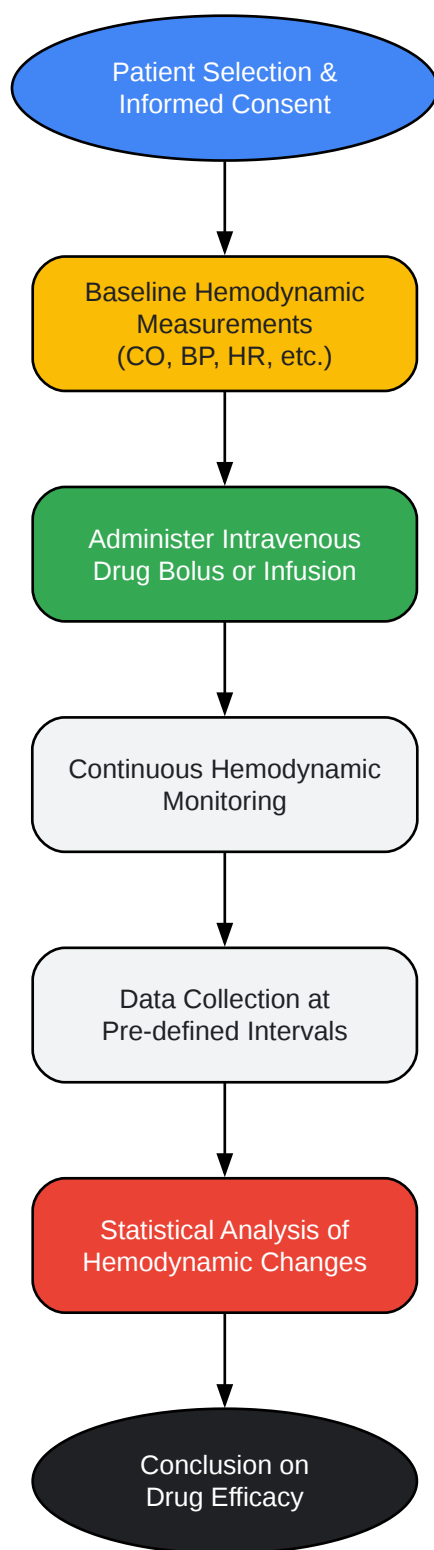 Patient Selection &
Informed Consent
Baseline Hemodynamic
Measurements
(CO, BP, HR, etc.)
Administer Intravenous
Drug Bolus or Infusion
Continuous Hemodynamic
Monitoring
Data Collection at
Pre-defined Intervals
Statistical Analysis of
Hemodynamic Changes
Conclusion on
Drug Efficacy